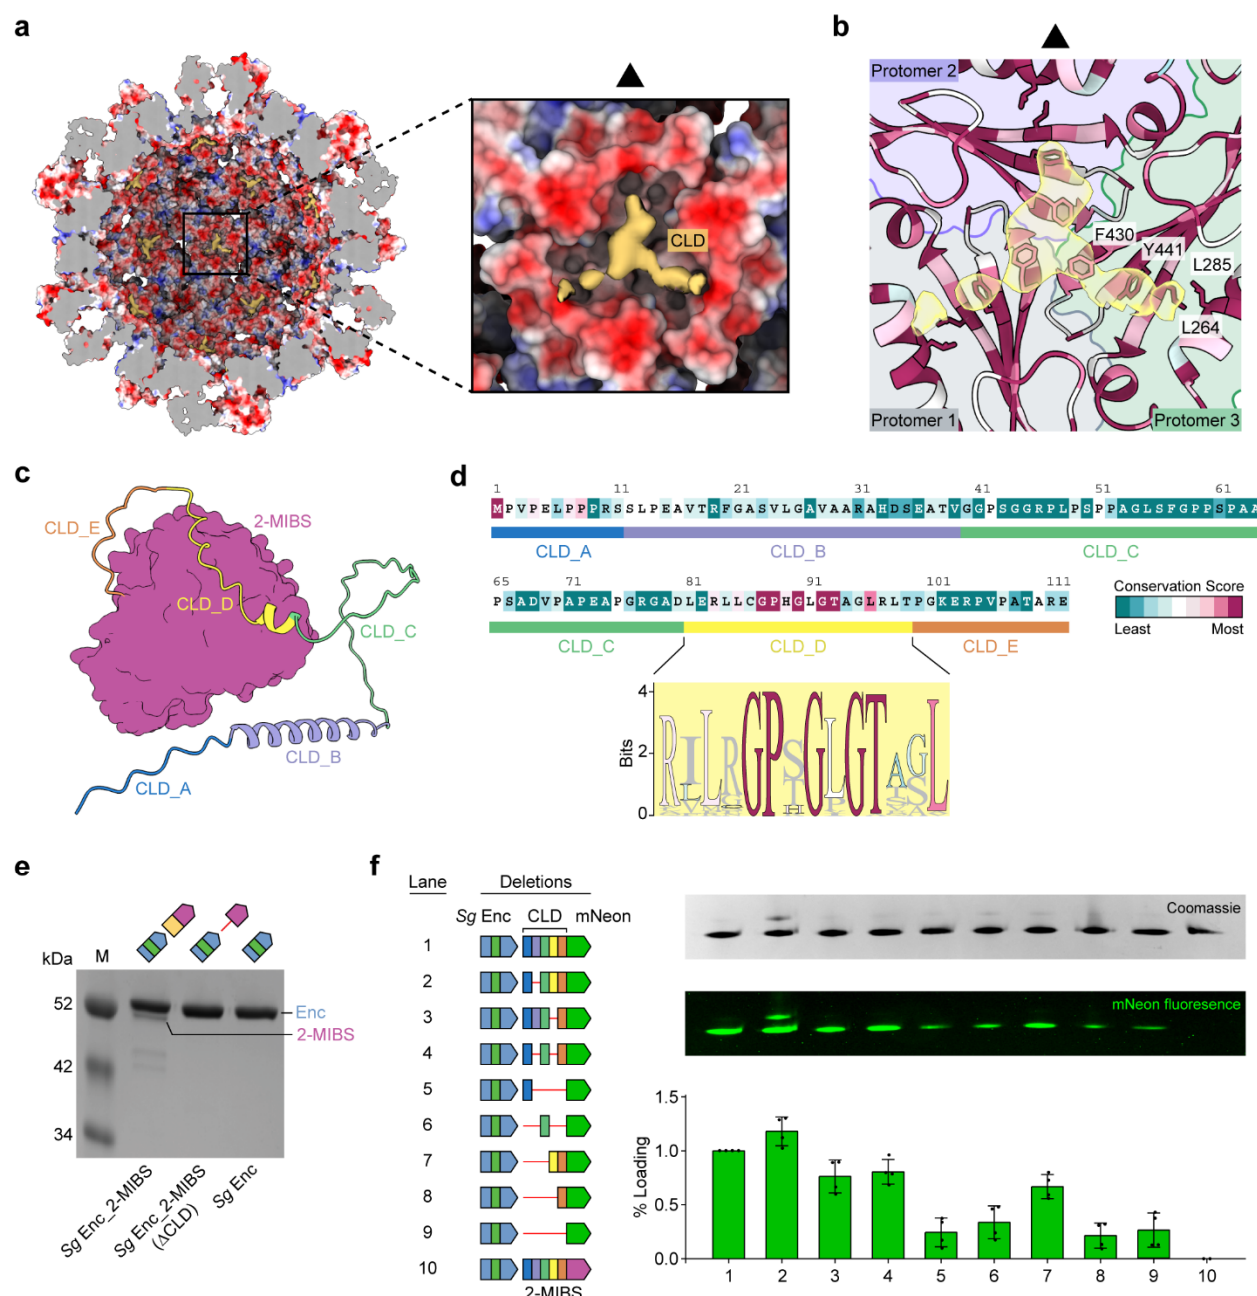 a
CLD
b
Protomer 2
F430
Y441
L285
L264
Protomer 1
Protomer 3
c
CLD_E
2-MIBS
CLD_D
CLD_C
CLD_B
CLD_A
d
1 11 21 31 41 51 61
MPVPELPPPRSSLPEAVTRFGASVLGAVAARAHDSEATVGGPSGGRPLPSPPAGLSFGPPSPAA
CLD_A CLD_B CLD_C
65 71 81 91 101 111
PSADVPAPEAPGRGADLERLLCGPHGLGTAGLRLTPGKERPVPATARE
CLD_C CLD_D CLD_E
Conservation Score
Least Most
4
Bits
2
0
RILRGPSGLGTAGL
e
kDa M
52
Enc
2-MIBS
42
34
Sg Enc_2-MIBS
Sg Enc_2-MIBS
(ΔCLD)
Sg Enc
f
Lane Deletions
Sg Enc CLD mNeon
1
2
3
4
5
6
7
8
9
10
2-MIBS
Coomassie
mNeon fluoresence
1.5
1.0
0.5
0.0
% Loading
1 2 3 4 5 6 7 8 9 10